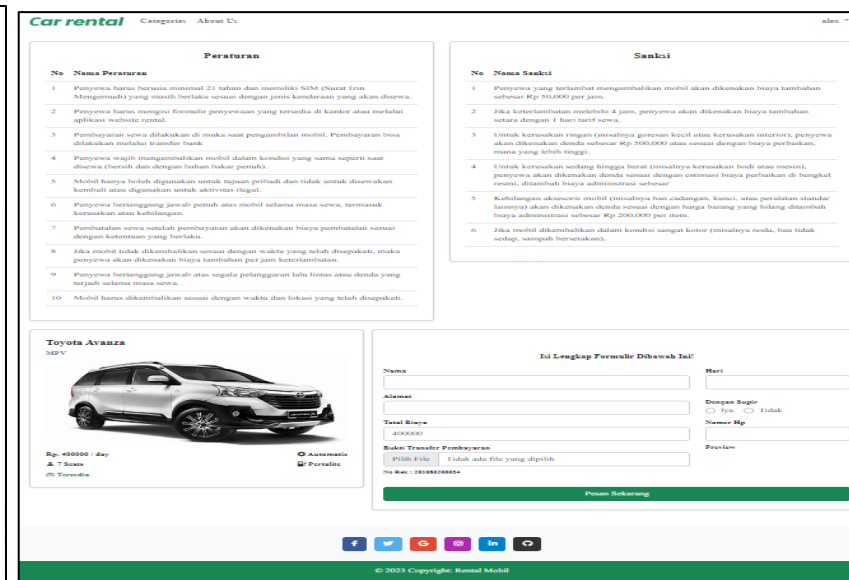 Car rental Categories About Us alex
Peraturan
No Nama Peraturan
1 Penyewa harus berusia minimal 21 tahun dan memiliki SIM (Surat Izin
Mengemudi) yang masih berlaku sesuai dengan jenis kendaraan yang akan disewa.
2 Penyewa harus mengisi formulir penyewaan yang tersedia di kantor atau melalui
aplikasi website rental.
3 Pembayaran sewa dilakukan di muka saat pengambilan mobil. Pembayaran bisa
dilakukan melalui transfer bank
4 Penyewa wajib mengembalikan mobil dalam kondisi yang sama seperti saat
disewa (bersih dan dengan bahan bakar penuh).
5 Mobil hanya boleh digunakan untuk tujuan pribadi dan tidak untuk disewakan
kembali atau digunakan untuk aktivitas ilegal.
6 Penyewa bertanggung jawab penuh atas mobil selama masa sewa, termasuk
kerusakan atau kehilangan.
7 Pembatalan sewa setelah pembayaran akan dikenakan biaya pembatalan sesuai
dengan ketentuan yang berlaku.
8 Jika mobil tidak dikembalikan sesuai dengan waktu yang telah disepakati, maka
penyewa akan dikenakan biaya tambahan per jam keterlambatan.
9 Penyewa bertanggung jawab atas segala pelanggaran lalu lintas atau denda yang
terjadi selama masa sewa.
10 Mobil harus dikembalikan sesuai dengan waktu dan lokasi yang telah disepakati.
Sanksi
No Nama Sanksi
1 Penyewa yang terlambat mengembalikan mobil akan dikenakan biaya tambahan
sebesar Rp 50,000 per jam.
2 Jika keterlambatan melebihi 4 jam, penyewa akan dikenakan biaya tambahan
setara dengan 1 hari tarif sewa.
3 Untuk kerusakan ringan (misalnya goresan kecil atau kerusakan interior), penyewa
akan dikenakan denda sebesar Rp 500,000 atau sesuai dengan biaya perbaikan,
mana yang lebih tinggi.
4 Untuk kerusakan sedang hingga berat (misalnya kerusakan bodi atau mesin),
penyewa akan dikenakan denda sesuai dengan estimasi biaya perbaikan di bengkel
resmi, ditambah biaya administrasi sebesar
5 Kehilangan aksesoris mobil (misalnya ban cadangan, kunci, atau peralatan standar
lainnya) akan dikenakan denda sesuai dengan harga barang yang hilang ditambah
biaya administrasi sebesar Rp 200,000 per item.
6 Jika mobil dikembalikan dalam kondisi sangat kotor (misalnya noda, bau tidak
sedap, sampah berserakan).
Toyota Avanza
MPV
Rp. 400000 / day Automatic
7 Seats Pertalite
Tersedia
Isi Lengkap Formulir Dibawah Ini!
Nama Hari
Alamat Dengan Supir
Iya Tidak
Total Biaya Nomor Hp
400000
Bukti Transfer Pembayaran Preview
Pilih File Tidak ada file yang dipilih
No Rek :
Pesan Sekarang
f G in
© 2023 Copyright: Rental Mobil